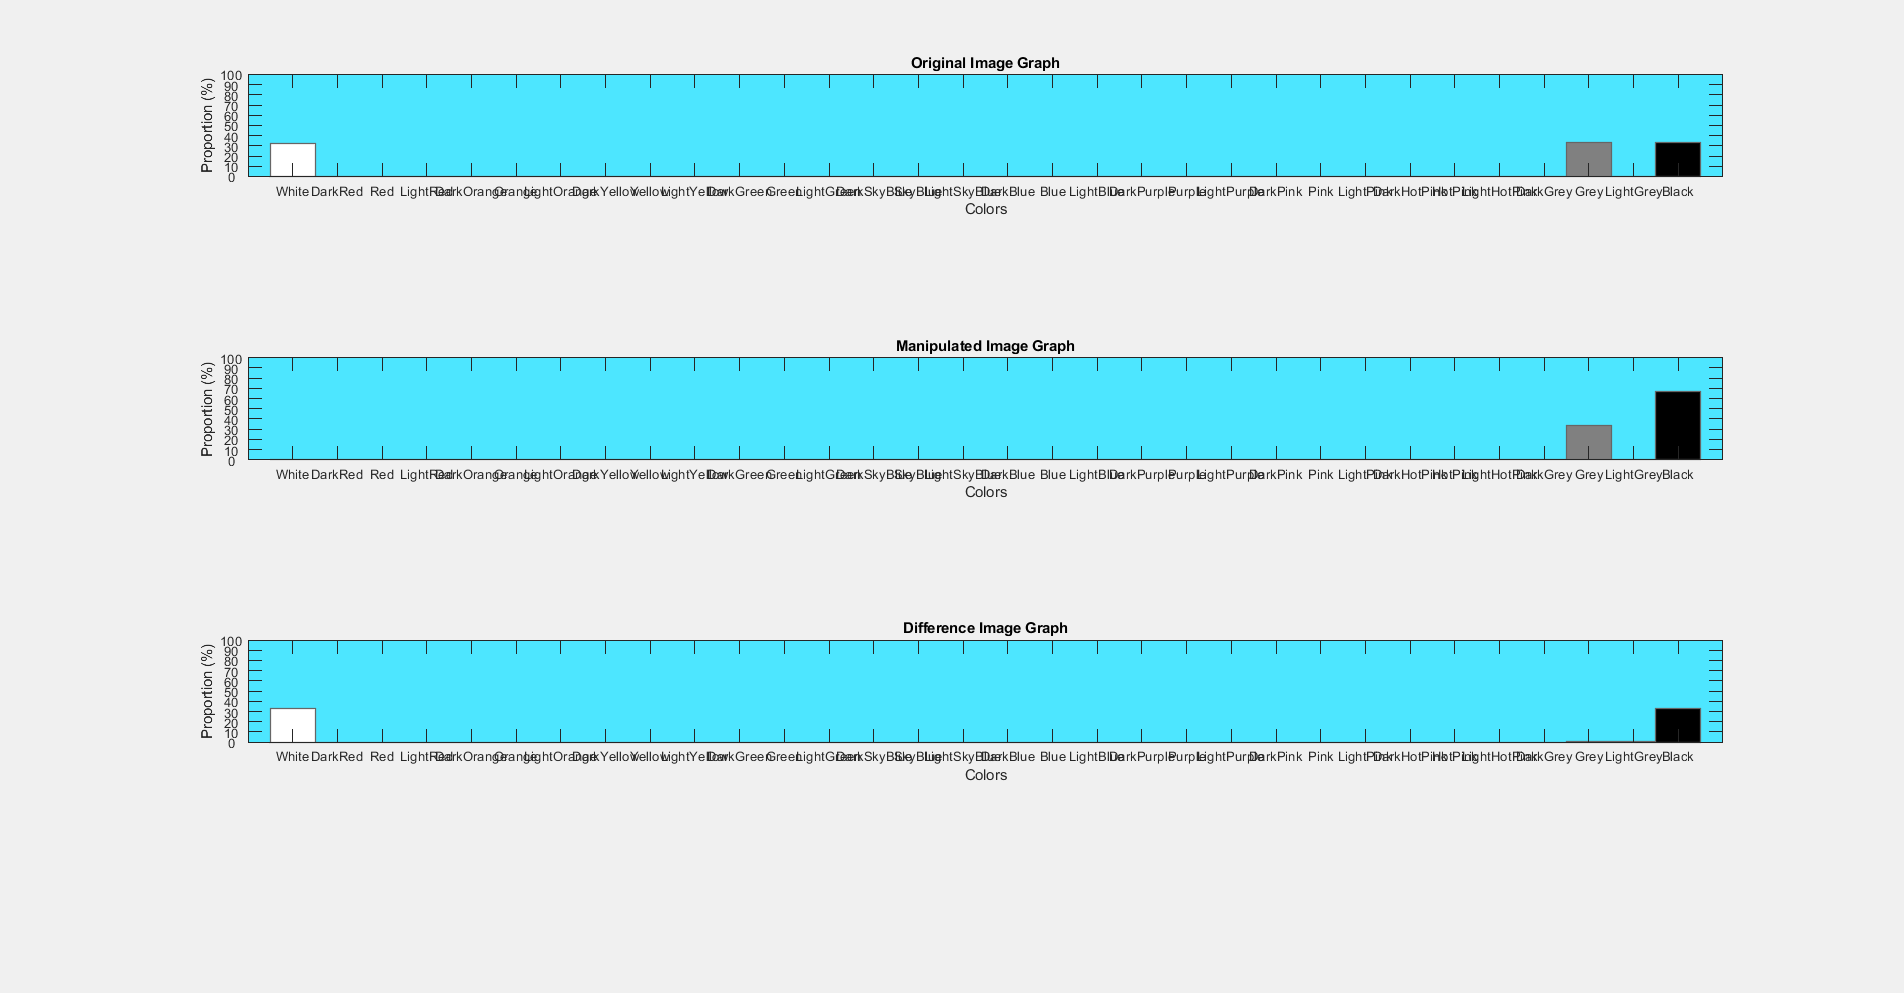 Original Image Graph
Proportion (%)
100
90
80
70
60
50
40
30
20
10
0
White DarkRed Red LightRed DarkOrange Orange LightOrange DarkYellow Yellow LightYellow DarkGreen Green LightGreen DarkSkyBlue SkyBlue LightSkyBlue DarkBlue Blue LightBlue DarkPurple Purple LightPurple DarkPink Pink LightPink DarkHotPink HotPink LightHotPink DarkGrey Grey LightGrey Black
Colors
Manipulated Image Graph
Proportion (%)
100
90
80
70
60
50
40
30
20
10
0
White DarkRed Red LightRed DarkOrange Orange LightOrange DarkYellow Yellow LightYellow DarkGreen Green LightGreen DarkSkyBlue SkyBlue LightSkyBlue DarkBlue Blue LightBlue DarkPurple Purple LightPurple DarkPink Pink LightPink DarkHotPink HotPink LightHotPink DarkGrey Grey LightGrey Black
Colors
Difference Image Graph
Proportion (%)
100
90
80
70
60
50
40
30
20
10
0
White DarkRed Red LightRed DarkOrange Orange LightOrange DarkYellow Yellow LightYellow DarkGreen Green LightGreen DarkSkyBlue SkyBlue LightSkyBlue DarkBlue Blue LightBlue DarkPurple Purple LightPurple DarkPink Pink LightPink DarkHotPink HotPink LightHotPink DarkGrey Grey LightGrey Black
Colors